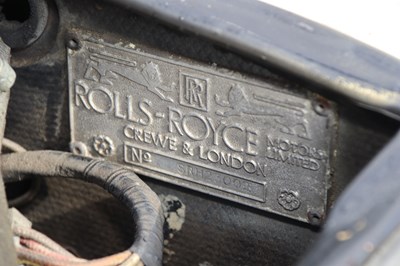 RR
ROLLS-ROYCE
MOTORS
LIMITED
CREWE & LONDON
No